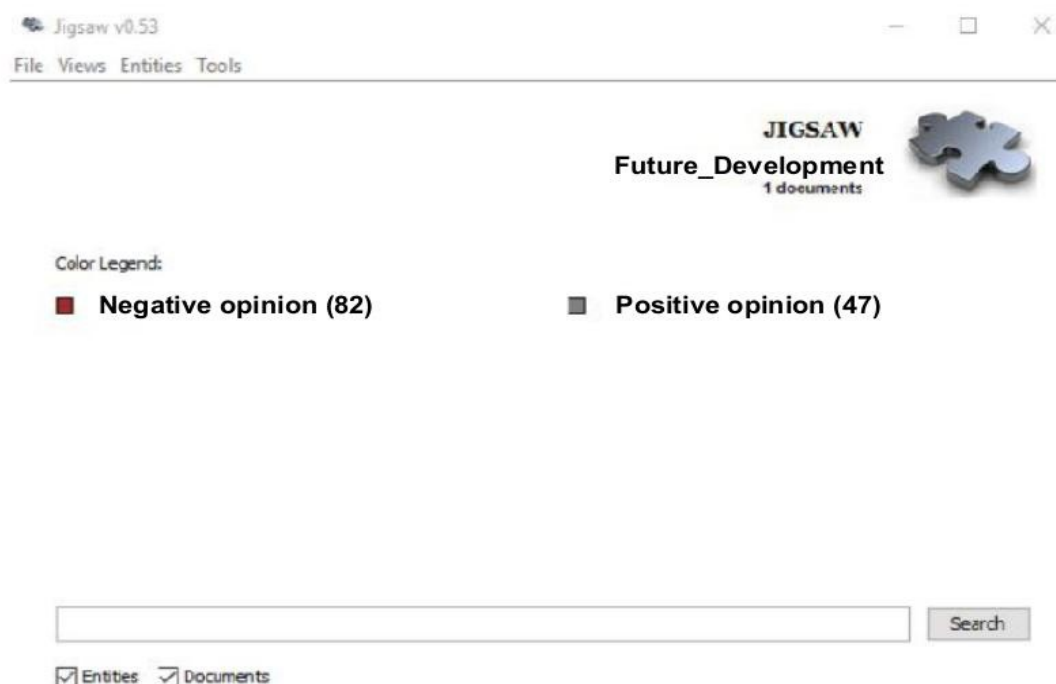 Jigsaw v0.53
File Views Entities Tools
JIGSAW
Future_Development
1 documents
Color Legend:
Negative opinion (82) Positive opinion (47)
Search
Entities Documents